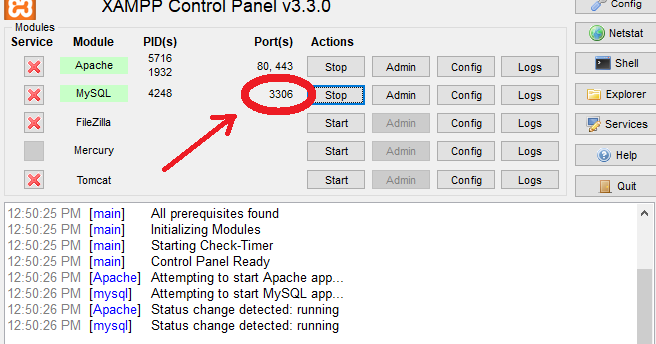 XAMPP Control Panel v3.3.0
Config
Modules
Service Module PID(s) Port(s) Actions
Netstat
Apache 5716 1932 80, 443 Stop Admin Config Logs
Shell
MySQL 4248 3306 Stop Admin Config Logs
Explorer
FileZilla Start Admin Config Logs
Services
Mercury Start Admin Config Logs
Help
Tomcat Start Admin Config Logs
Quit
12:50:25 PM [main] All prerequisites found
12:50:25 PM [main] Initializing Modules
12:50:25 PM [main] Starting Check-Timer
12:50:25 PM [main] Control Panel Ready
12:50:26 PM [Apache] Attempting to start Apache app...
12:50:26 PM [mysql] Attempting to start MySQL app...
12:50:26 PM [Apache] Status change detected: running
12:50:26 PM [mysql] Status change detected: running